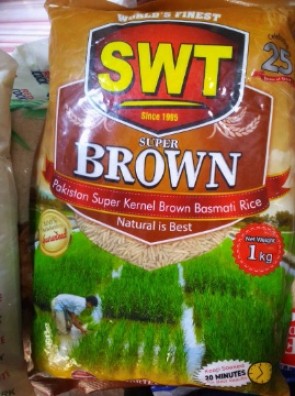 WORLD'S FINEST
SWT
Since 1995
25
SUPER
BROWN
Pakistan Super Kernel Brown Basmati Rice
Natural is Best
Net Weight
1 kg
30 MINUTES